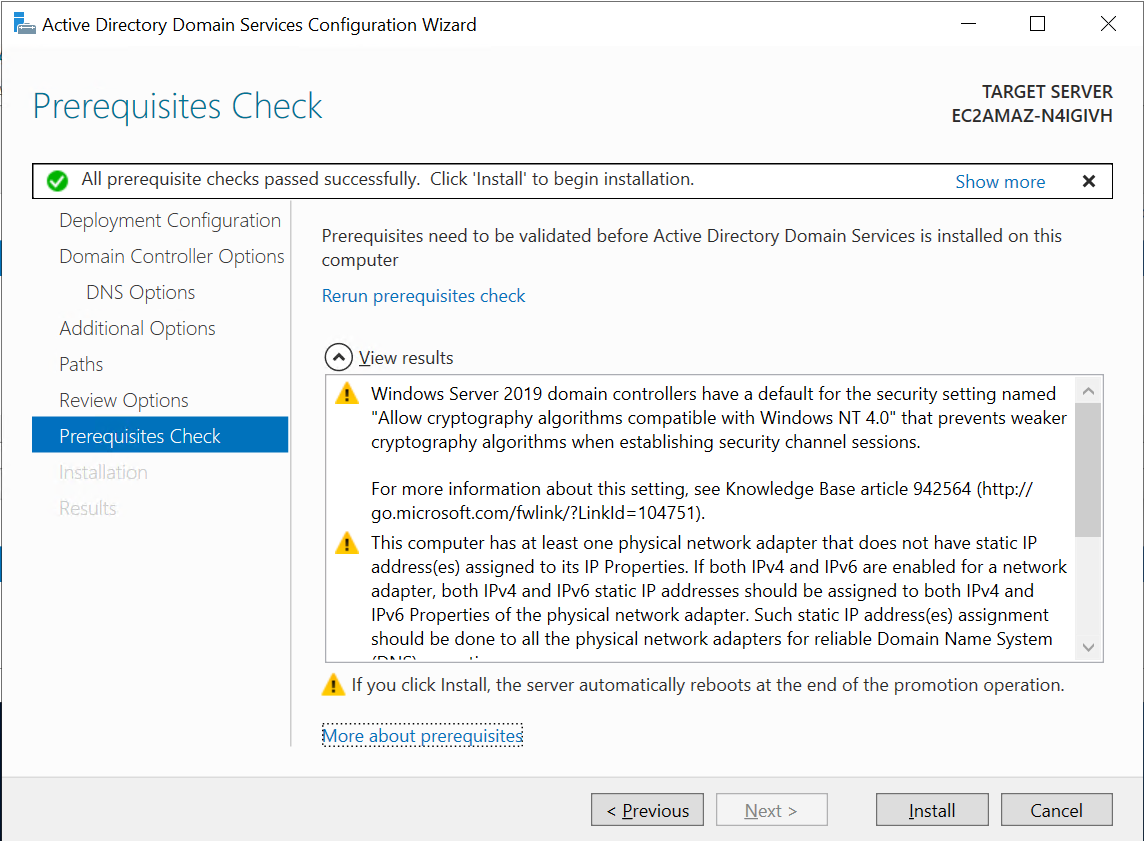 Active Directory Domain Services Configuration Wizard
Prerequisites Check
TARGET SERVER
EC2AMAZ-N4IGIVH
All prerequisite checks passed successfully.  Click 'Install' to begin installation.
Show more
Deployment Configuration
Domain Controller Options
DNS Options
Additional Options
Paths
Review Options
Prerequisites Check
Installation
Results
Prerequisites need to be validated before Active Directory Domain Services is installed on this
computer
Rerun prerequisites check
View results
Windows Server 2019 domain controllers have a default for the security setting named
"Allow cryptography algorithms compatible with Windows NT 4.0" that prevents weaker
cryptography algorithms when establishing security channel sessions.
For more information about this setting, see Knowledge Base article 942564 (http://
go.microsoft.com/fwlink/?LinkId=104751).
This computer has at least one physical network adapter that does not have static IP
address(es) assigned to its IP Properties. If both IPv4 and IPv6 are enabled for a network
adapter, both IPv4 and IPv6 static IP addresses should be assigned to both IPv4 and
IPv6 Properties of the physical network adapter. Such static IP address(es) assignment
should be done to all the physical network adapters for reliable Domain Name System
If you click Install, the server automatically reboots at the end of the promotion operation.
More about prerequisites
< Previous
Next >
Install
Cancel